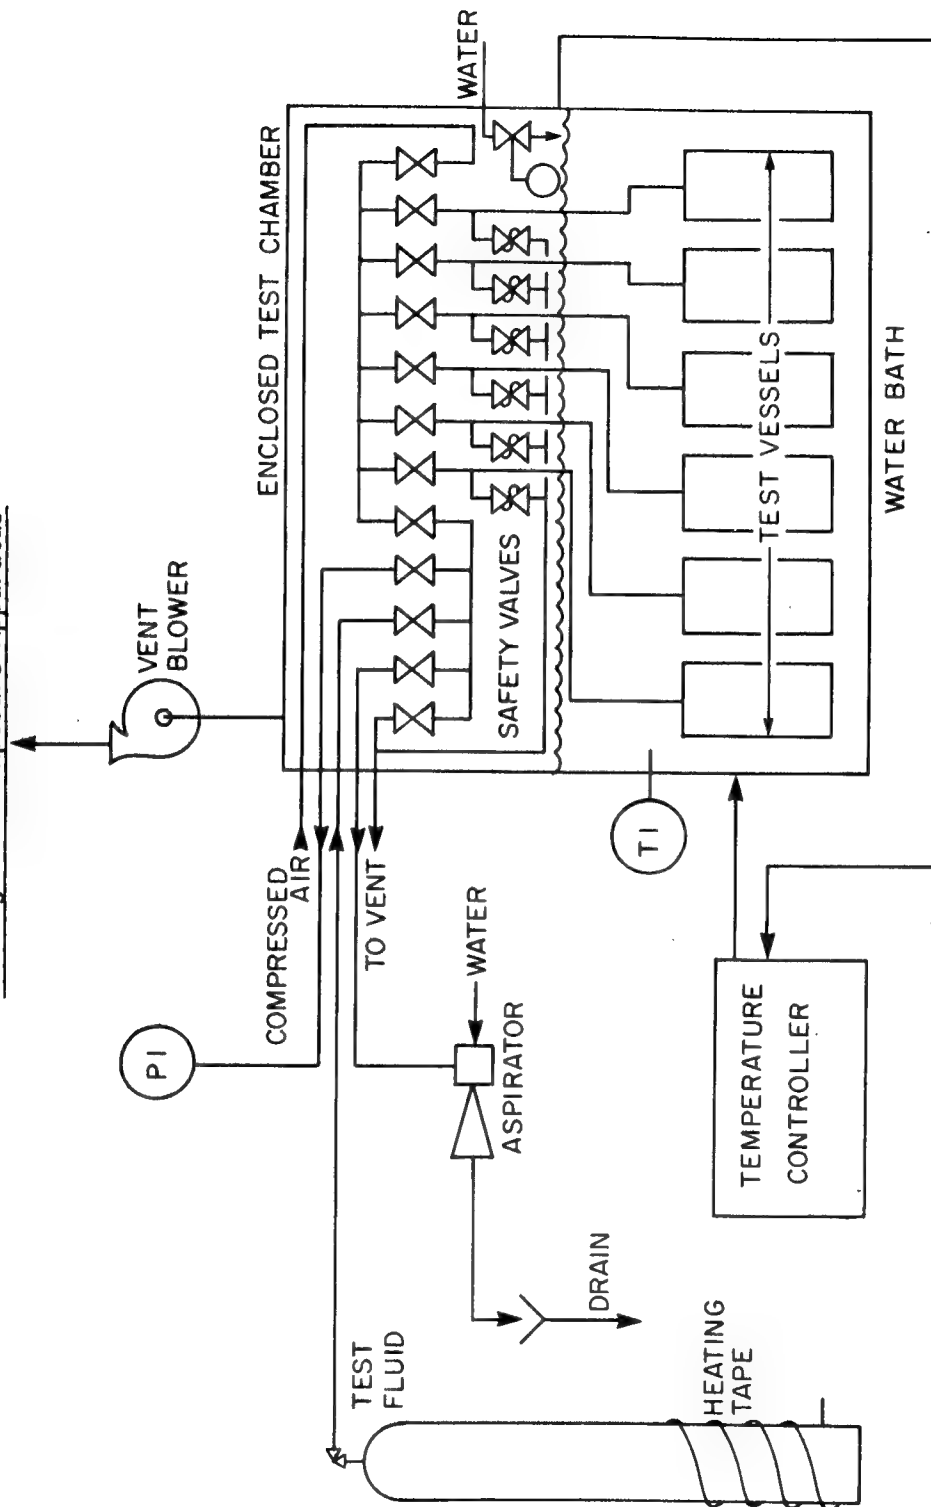 VENT
BLOWER
ENCLOSED TEST CHAMBER
WATER
COMPRESSED
AIR
PI
TO VENT
SAFETY VALVES
WATER
ASPIRATOR
DRAIN
TEST
FLUID
HEATING
TAPE
TI
TEST VESSELS
WATER BATH
TEMPERATURE
CONTROLLER